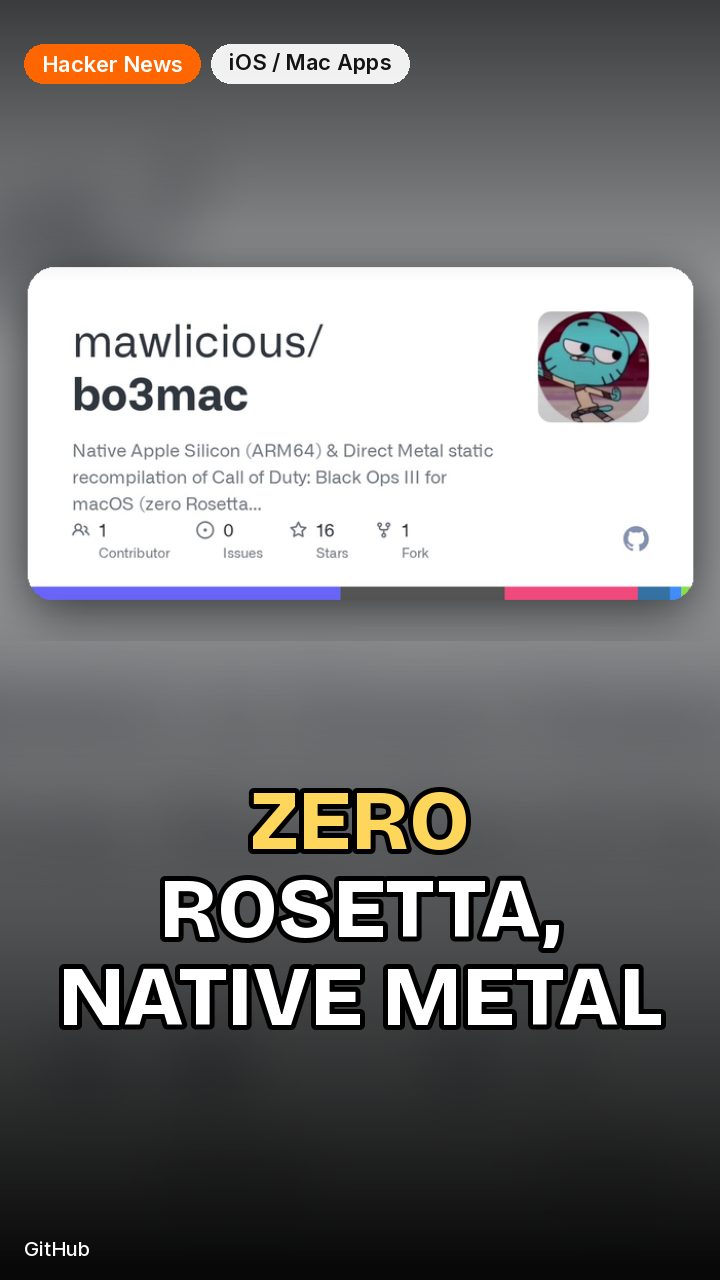 Hacker News
iOS / Mac Apps
mawlicious/
bo3mac
Native Apple Silicon (ARM64) & Direct Metal static
recompilation of Call of Duty: Black Ops III for
macOS (zero Rosetta...
1
Contributor
0
Issues
16
Stars
1
Fork
ZERO
ROSETTA,
NATIVE METAL
GitHub